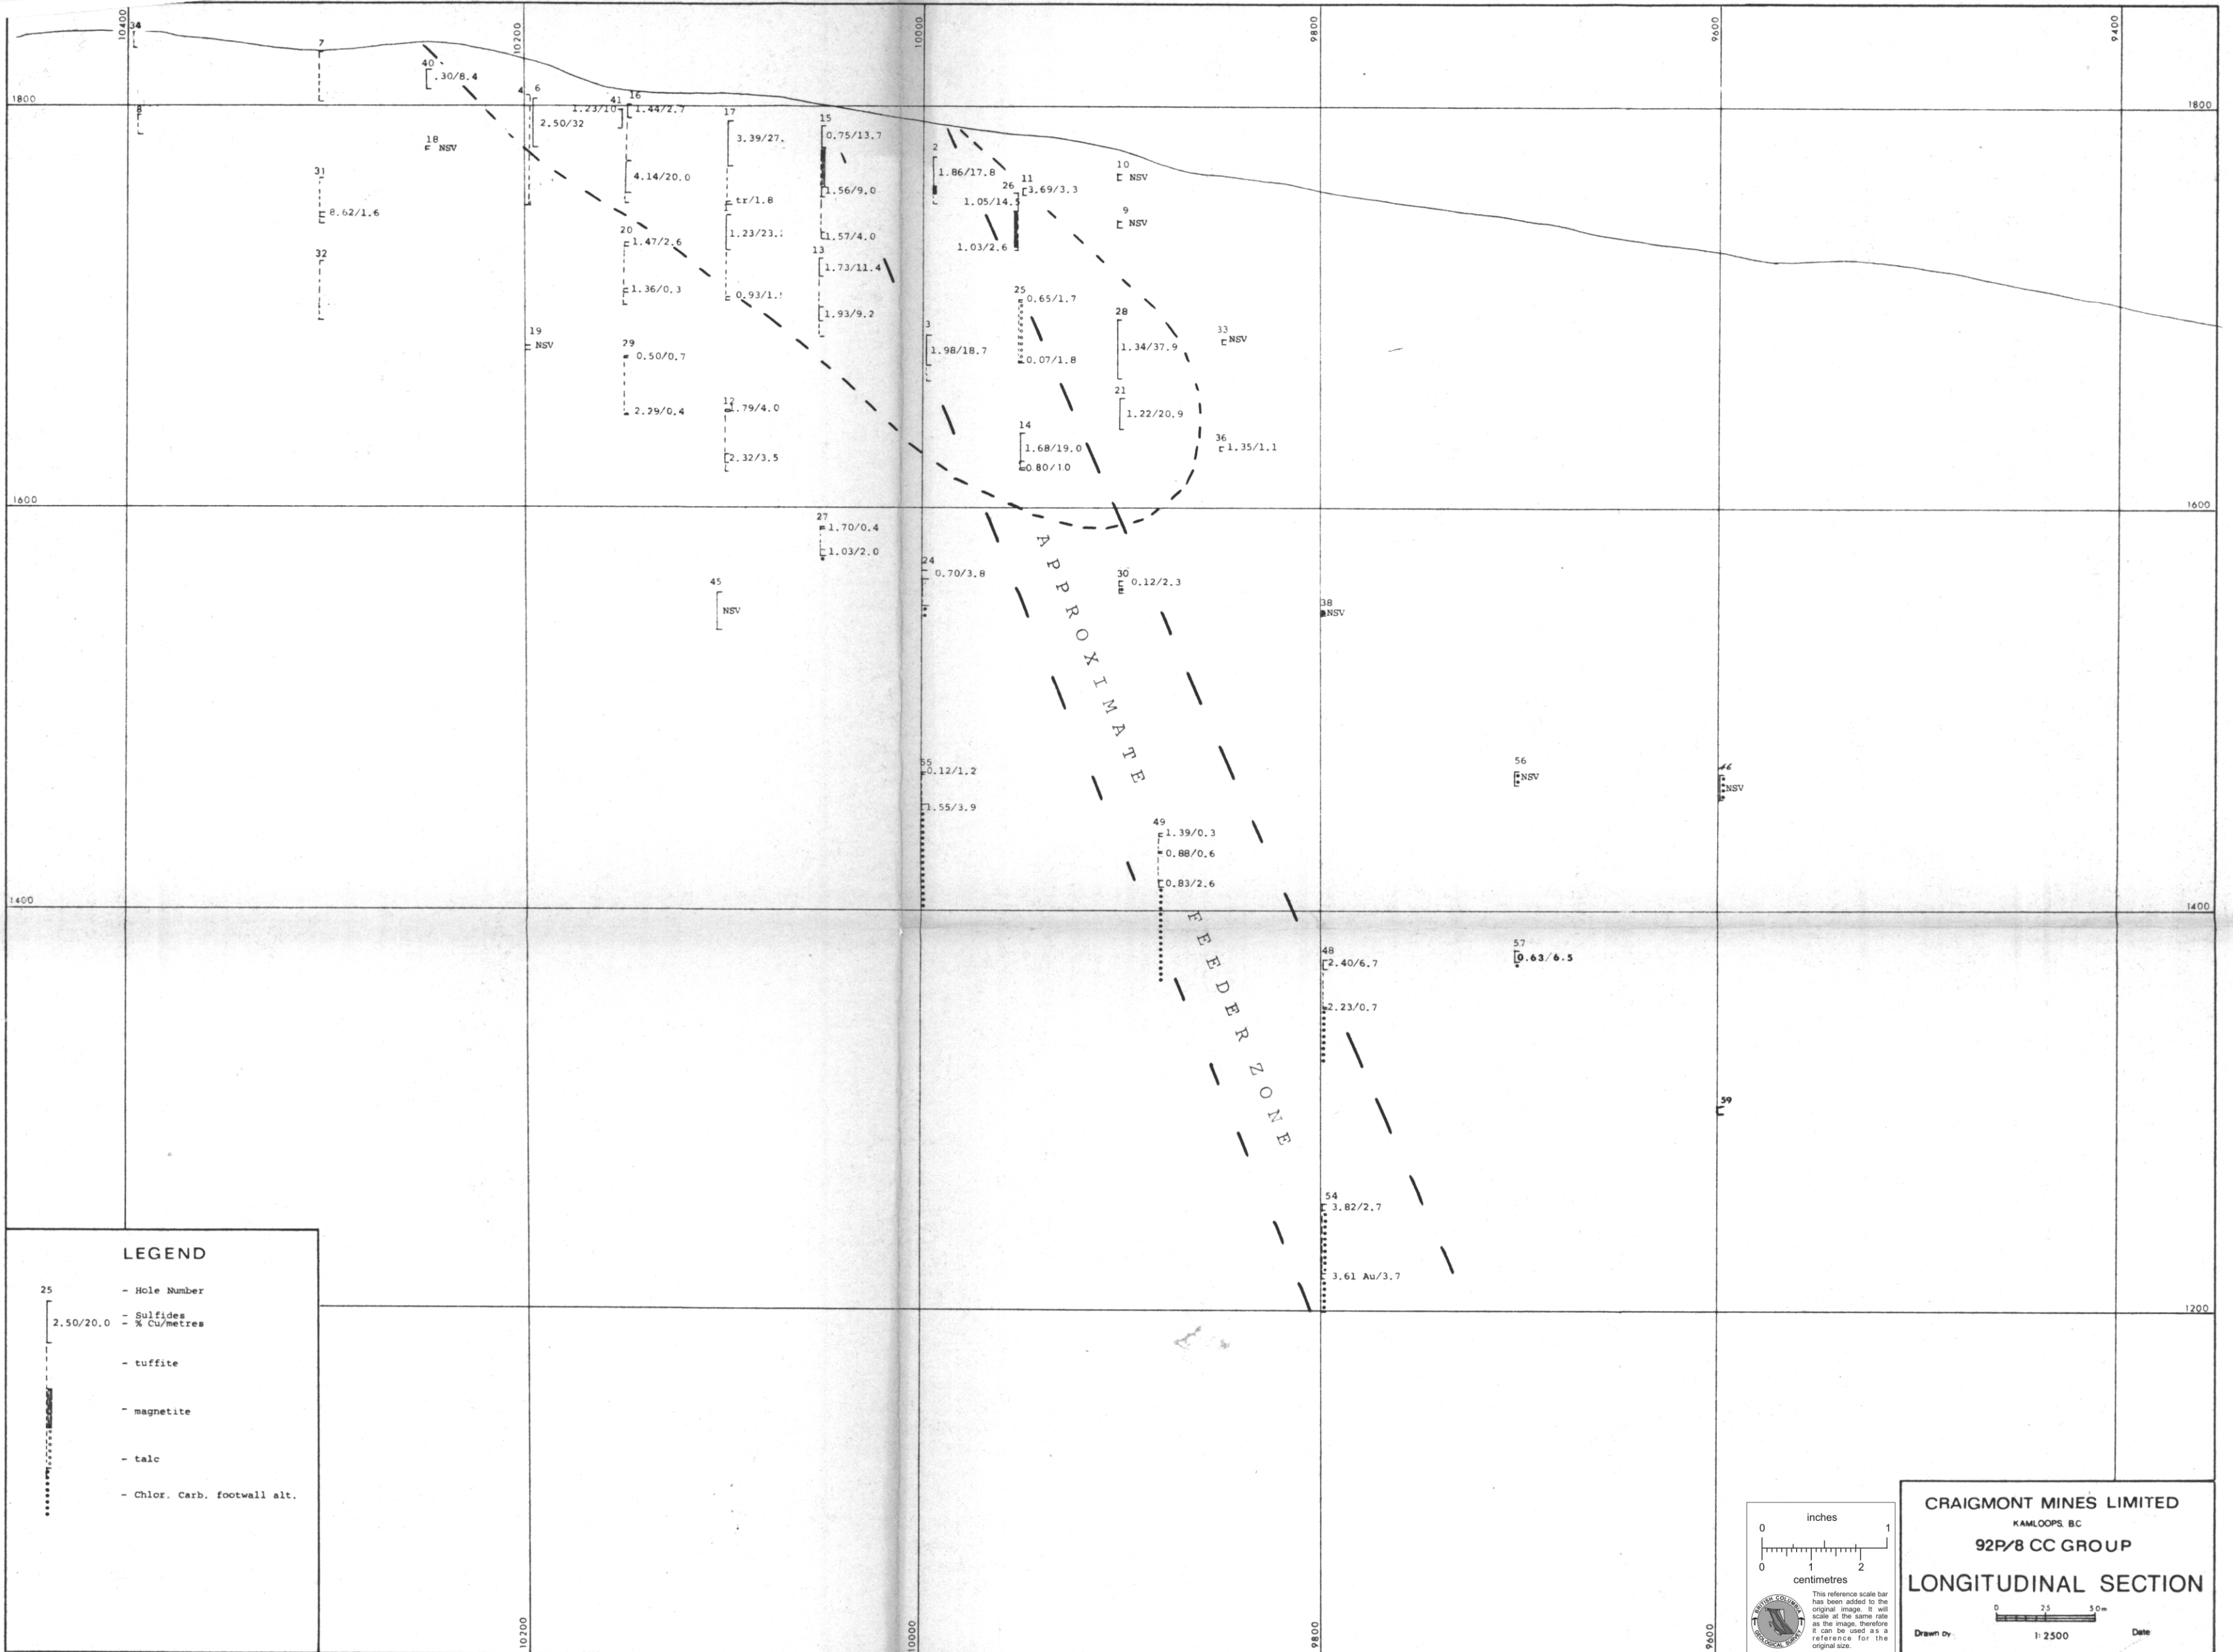 10400
10200
10000
9800
9600
9400
34
7
40
.30/8.4
4
6
2.50/32
41
1.23/10
16
1.44/2.7
17
3.39/27.
15
0.75/13.7
1800
1800
8
18
NSV
31
8.62/1.6
32
4.14/20.0
tr/1.8
1.23/23.
0.93/1.
1.56/9.0
1.57/4.0
2
1.86/17.8
26
11
3.69/3.3
1.05/14.5
1.03/2.6
10
NSV
9
NSV
20
1.47/2.6
1.36/0.3
13
1.73/11.4
1.93/9.2
25
0.65/1.7
0.07/1.8
28
1.34/37.9
33
NSV
19
NSV
29
0.50/0.7
2.29/0.4
3
1.98/18.7
21
1.22/20.9
12
1.79/4.0
2.32/3.5
14
1.68/19.0
0.80/10
36
1.35/1.1
1600
1600
27
1.70/0.4
1.03/2.0
24
0.70/3.8
30
0.12/2.3
45
NSV
38
NSV
APPROXIMATE
FEEDER ZONE
55
0.12/1.2
1.55/3.9
56
NSV
46
NSV
49
1.39/0.3
0.88/0.6
0.83/2.6
1400
1400
48
2.40/6.7
2.23/0.7
57
0.63/6.5
59
54
3.82/2.7
3.61 Au/3.7
1200
LEGEND
25 - Hole Number
- Sulfides
2.50/20.0 - % Cu/metres
- tuffite
- magnetite
- talc
- Chlor. Carb. footwall alt.
10200
10000
9800
9600
inches
0 1
0 1 2
centimetres
This reference scale bar
has been added to the
original image. It will
scale at the same rate
as the image, therefore
it can be used as a
reference for the
original size.
BRITISH COLUMBIA
GEOLOGICAL SURVEY
CRAIGMONT MINES LIMITED
KAMLOOPS, B.C
92P/8 CC GROUP
LONGITUDINAL SECTION
0 25 50m
Drawn by
1:2500
Date